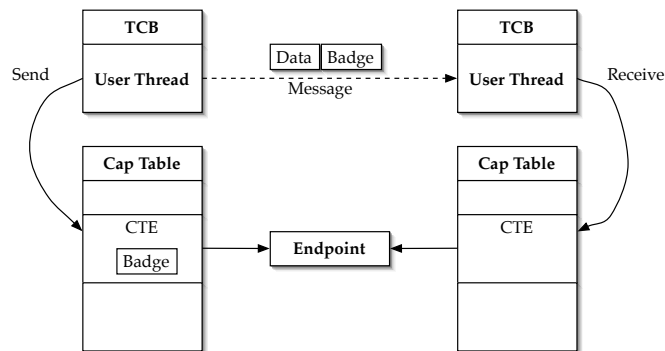 TCB
User Thread
Send
Data Badge
Message
TCB
User Thread
Receive
Cap Table
CTE
Badge
Endpoint
Cap Table
CTE